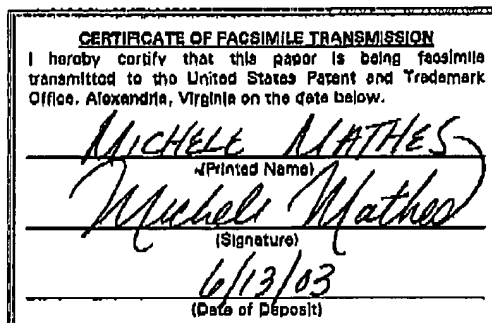 CERTIFICATE OF FACSIMILE TRANSMISSION
I hereby certify that this paper is being facsimile
transmitted to the United States Patent and Trademark
Office, Alexandria, Virginia on the date below.
MICHELE MATHES
(Printed Name)
Michele Mathes
(Signature)
6/13/03
(Date of Deposit)